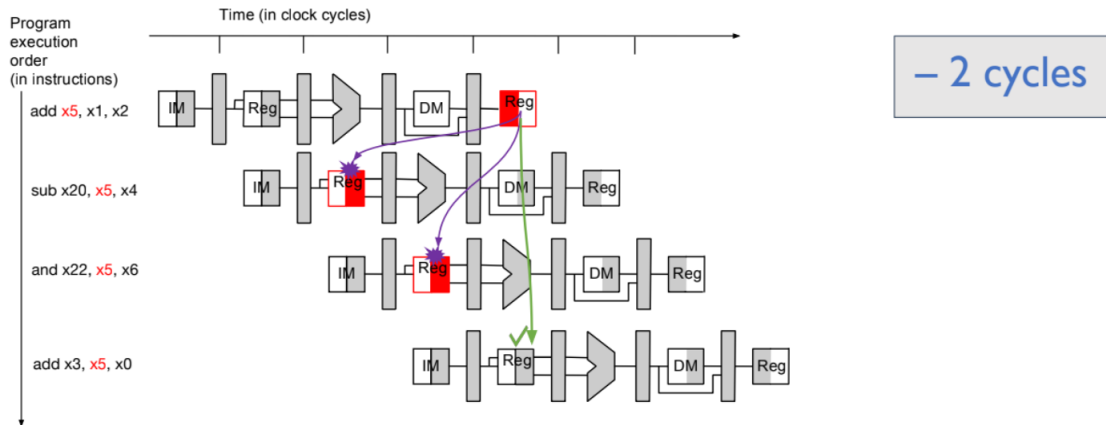 Time (in clock cycles)
Program
execution
order
(in instructions)
– 2 cycles
add x5, x1, x2
IM
Reg
DM
Reg
sub x20, x5, x4
IM
Reg
DM
Reg
and x22, x5, x6
IM
Reg
DM
Reg
add x3, x5, x0
IM
Reg
DM
Reg